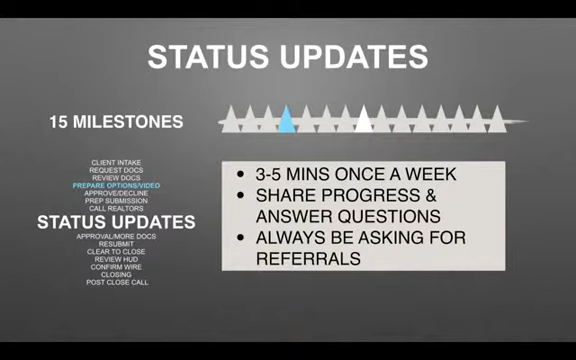 STATUS UPDATES
15 MILESTONES
CLIENT INTAKE
REQUEST DOCS
REVIEW DOCS
PREPARE OPTIONS/VIDEO
APPROVE/DECLINE
PREP SUBMISSION
CALL REALTORS
STATUS UPDATES
APPROVAL/MORE DOCS
RESUBMIT
CLEAR TO CLOSE
REVIEW HUD
CONFIRM WIRE
CLOSING
POST CLOSE CALL
• 3-5 MINS ONCE A WEEK
• SHARE PROGRESS &
ANSWER QUESTIONS
• ALWAYS BE ASKING FOR
REFERRALS